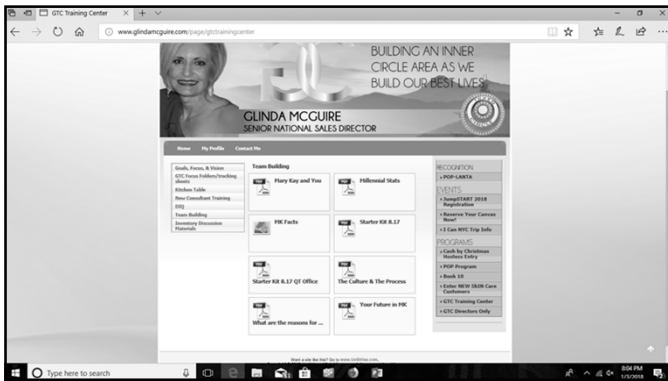 GTC Training Center
www.glindamcguire.com/page/gtctrainingcenter
BUILDING AN INNER
CIRCLE AREA AS WE
BUILD OUR BEST LIVES
GLINDA MCGUIRE
SENIOR NATIONAL SALES DIRECTOR
Home My Profile Contact Me
Goals, Focus, & Vision
GTC Focus Folders/tracking
sheets
Kitchen Table
New Consultant Training
DIQ
Team Building
Inventory Discussion
Materials
Team Building
Mary Kay and You
Millennial Stats
MK Facts
Starter Kit 8.17
Starter Kit 8.17 QT Office
The Culture & The Process
What are the reasons for ...
Your Future in MK
RECOGNITION
POP-LANTA
EVENTS
JumpSTART 2018
Registration
Reserve Your Canvas
Now!
I Can NYC Trip Info
PROGRAMS
Cash by Christmas
Hostess Entry
POP Program
Book 10
Enter NEW Skin Care
Customers
GTC Training Center
GTC Directors Only
Type here to search
8:04 PM
1/3/2018